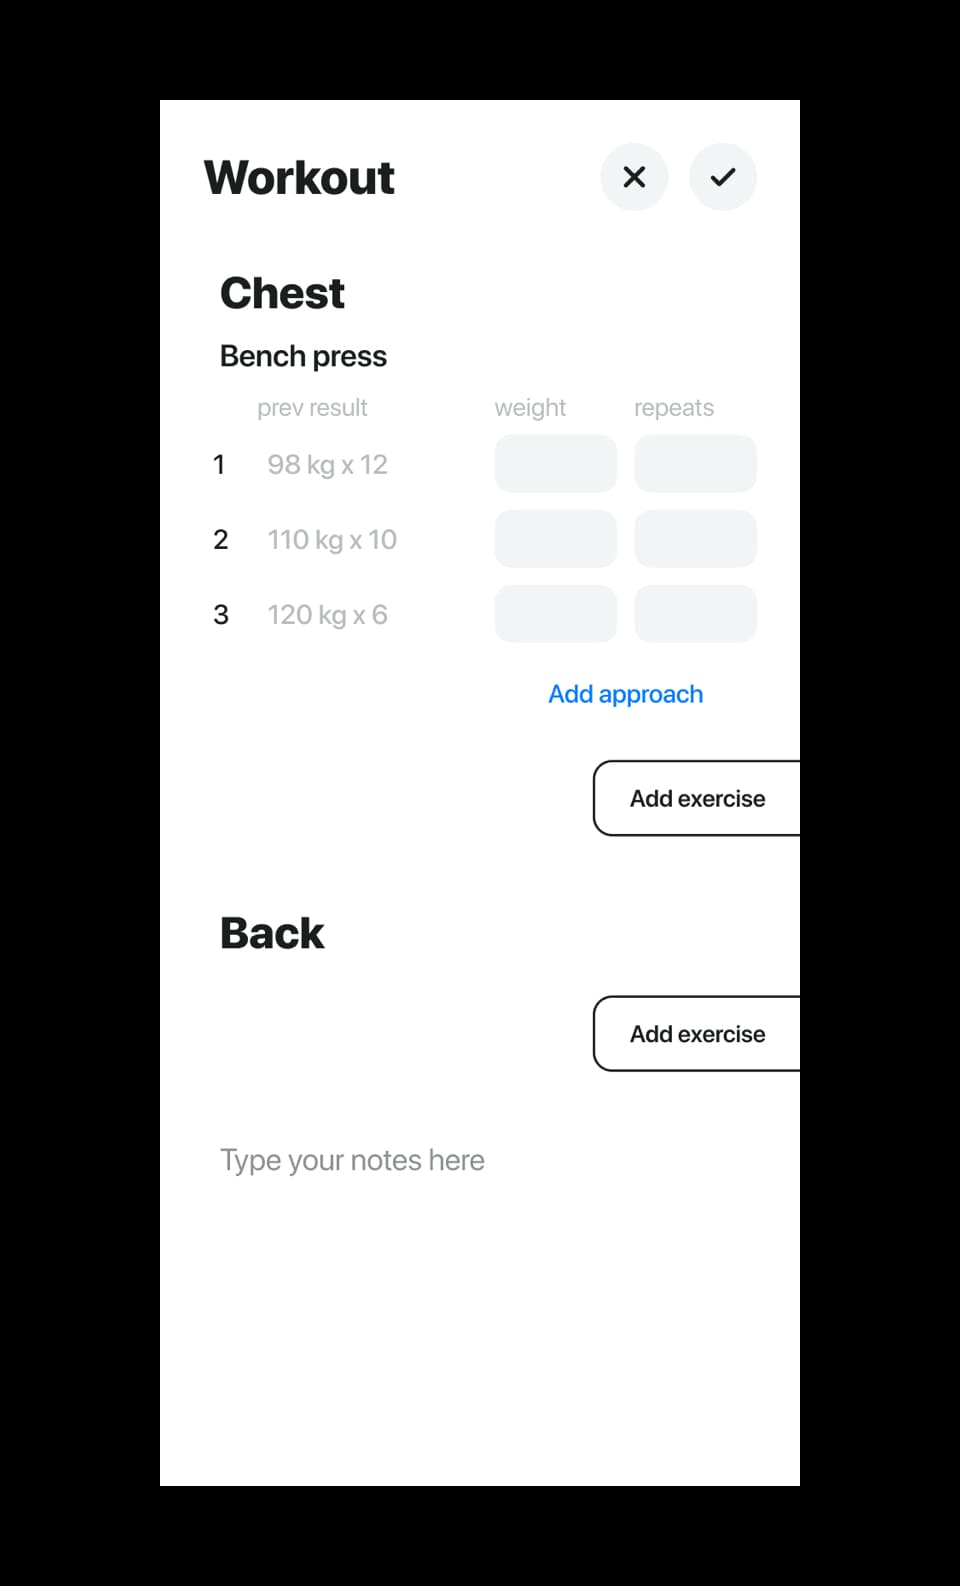 Workout
Chest
Bench press
prev result weight repeats
1 98 kg x 12
2 110 kg x 10
3 120 kg x 6
Add approach
Add exercise
Back
Add exercise
Type your notes here